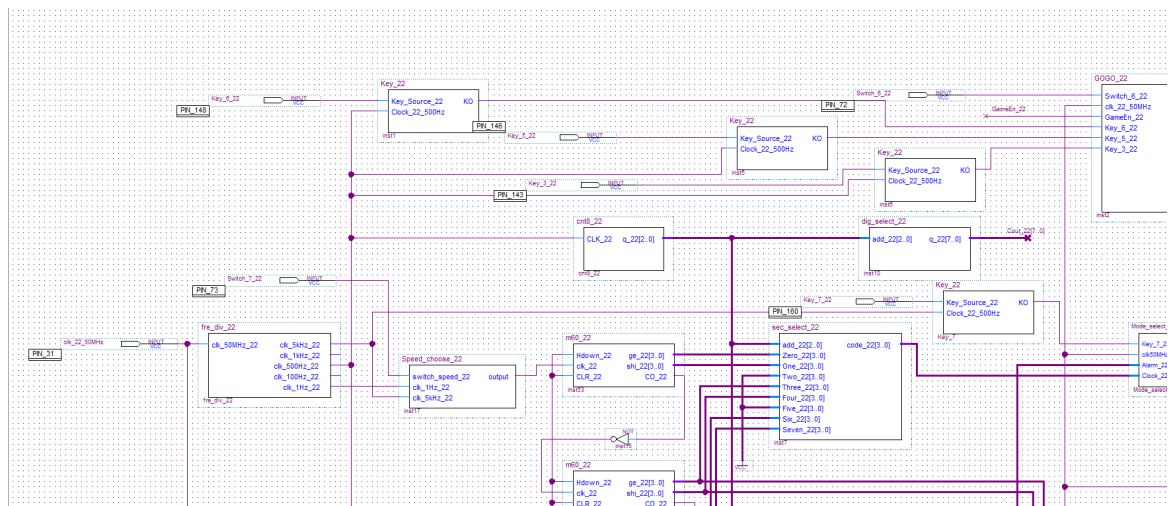 GOGO_22
Key_22
Key_6_22
INPUT
VCC
PIN_148
Key_Source_22 KO
Clock_22_500Hz
inst1
PIN_146
Key_5_22
INPUT
VCC
Key_22
Key_Source_22 KO
Clock_22_500Hz
inst5
Switch_6_22
INPUT
VCC
PIN_72
GameEn_22
Switch_6_22
clk_22_50MHz
GameEn_22
Key_6_22
Key_5_22
Key_3_22
inst2
Key_3_22
INPUT
VCC
PIN_143
Key_22
Key_Source_22 KO
Clock_22_500Hz
inst6
cnt8_22
CLK_22 q_22[2..0]
cnt8_22
dig_select_22
add_22[2..0] q_22[7..0]
inst10
Cout_22[7..0]
Switch_7_22
INPUT
VCC
PIN_73
Key_7_22
INPUT
VCC
PIN_160
Key_22
Key_Source_22 KO
Clock_22_500Hz
Key_7
clk_22_50MHz
INPUT
VCC
PIN_31
fre_div_22
clk_50MHz_22 clk_5kHz_22
clk_1kHz_22
clk_500Hz_22
clk_100Hz_22
clk_1Hz_22
fre_div_22
Speed_choose_22
switch_speed_22 output
clk_1Hz_22
clk_5kHz_22
inst17
m60_22
Hdown_22 ge_22[3..0]
clk_22 shi_22[3..0]
CLR_22 CO_22
inst53
NOT
sec_select_22
add_22[2..0] code_22[3..0]
Zero_22[3..0]
One_22[3..0]
Two_22[3..0]
Three_22[3..0]
Four_22[3..0]
Five_22[3..0]
Six_22[3..0]
Seven_22[3..0]
inst7
VCC
Mode_select_
Key_7_22
clk50MHz
Alarm_22
Clock_22
Mode_select
m60_22
Hdown_22 ge_22[3..0]
clk_22 shi_22[3..0]
CLR_22 CO_22